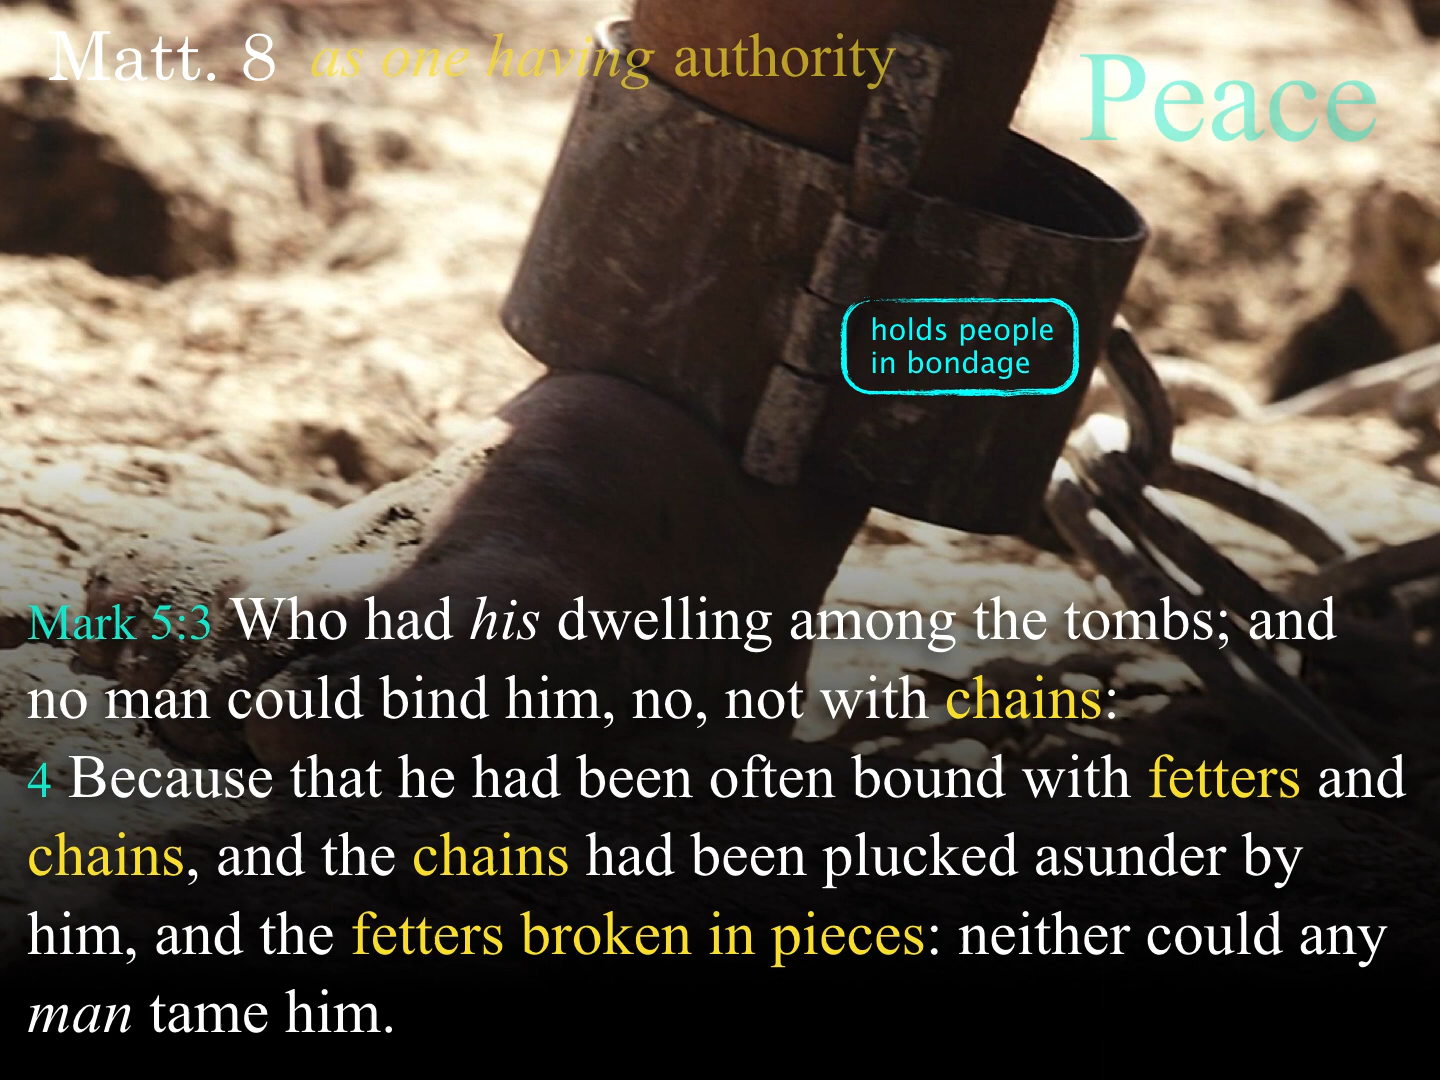 Matt. 8 as one having authority
Peace
holds people
in bondage
Mark 5:3 Who had his dwelling among the tombs; and
no man could bind him, no, not with chains:
4 Because that he had been often bound with fetters and
chains, and the chains had been plucked asunder by
him, and the fetters broken in pieces: neither could any
man tame him.